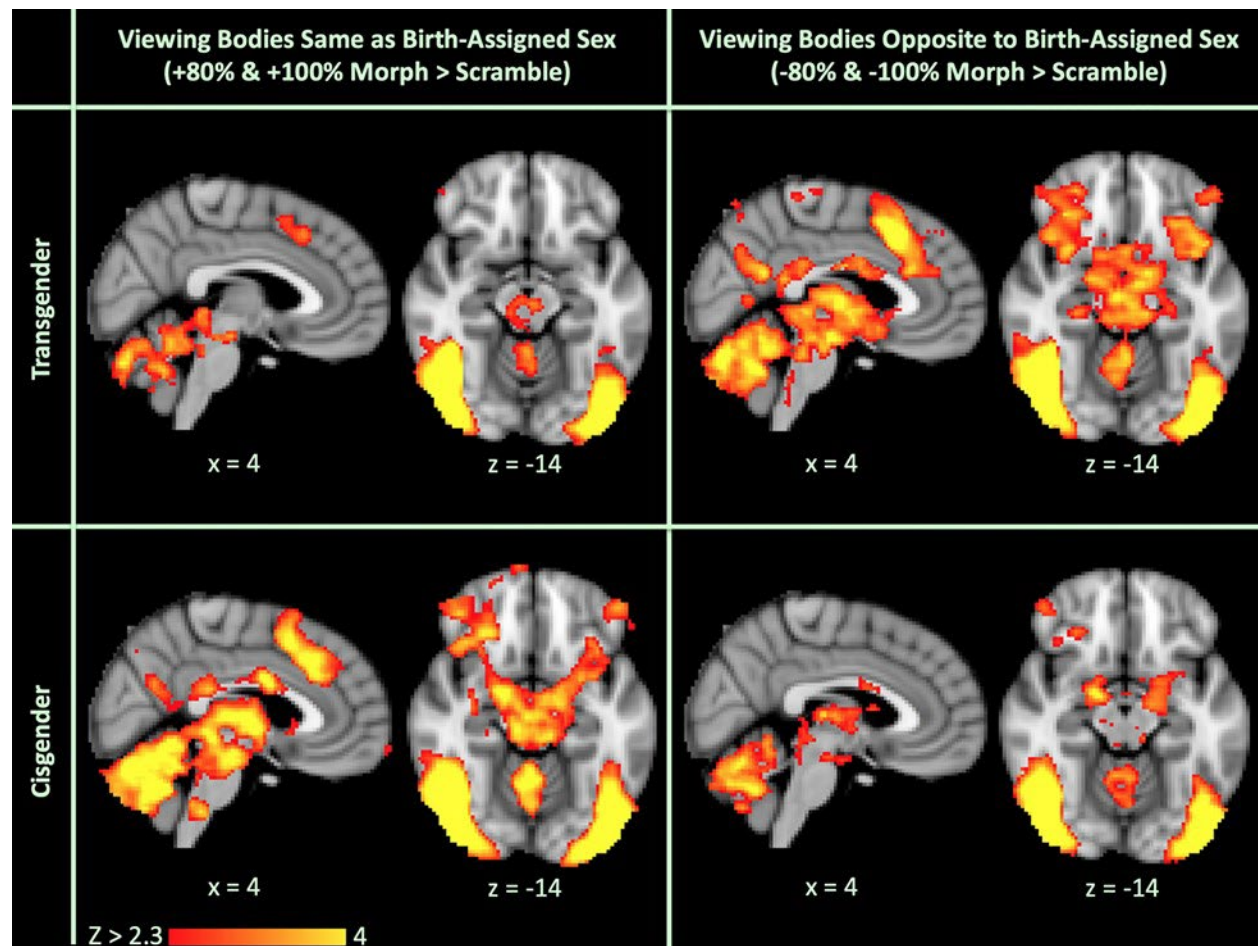 Viewing Bodies Same as Birth-Assigned Sex
(+80% & +100% Morph > Scramble)
Viewing Bodies Opposite to Birth-Assigned Sex
(-80% & -100% Morph > Scramble)
Transgender
x = 4
z = -14
x = 4
z = -14
Cisgender
x = 4
z = -14
x = 4
z = -14
Z > 2.3 4